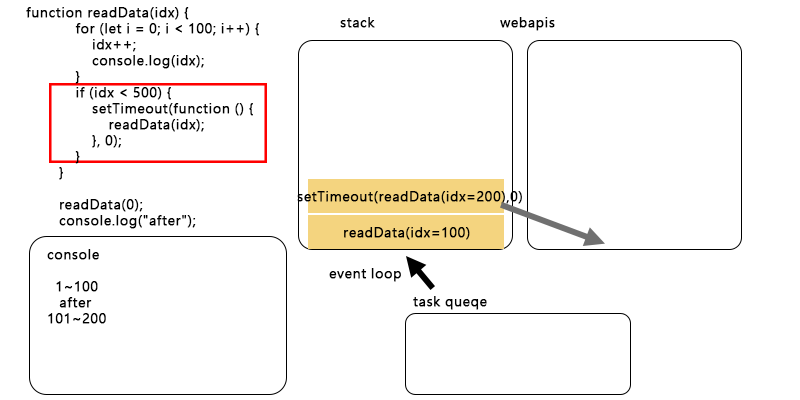 function readData(idx) {
for (let i = 0; i < 100; i++) {
idx++;
console.log(idx);
}
if (idx < 500) {
setTimeout(function () {
readData(idx);
}, 0);
}
}
readData(0);
console.log("after");
console
1~100
after
101~200
stack
webapis
setTimeout(readData(idx=200),0)
readData(idx=100)
event loop
task queqe